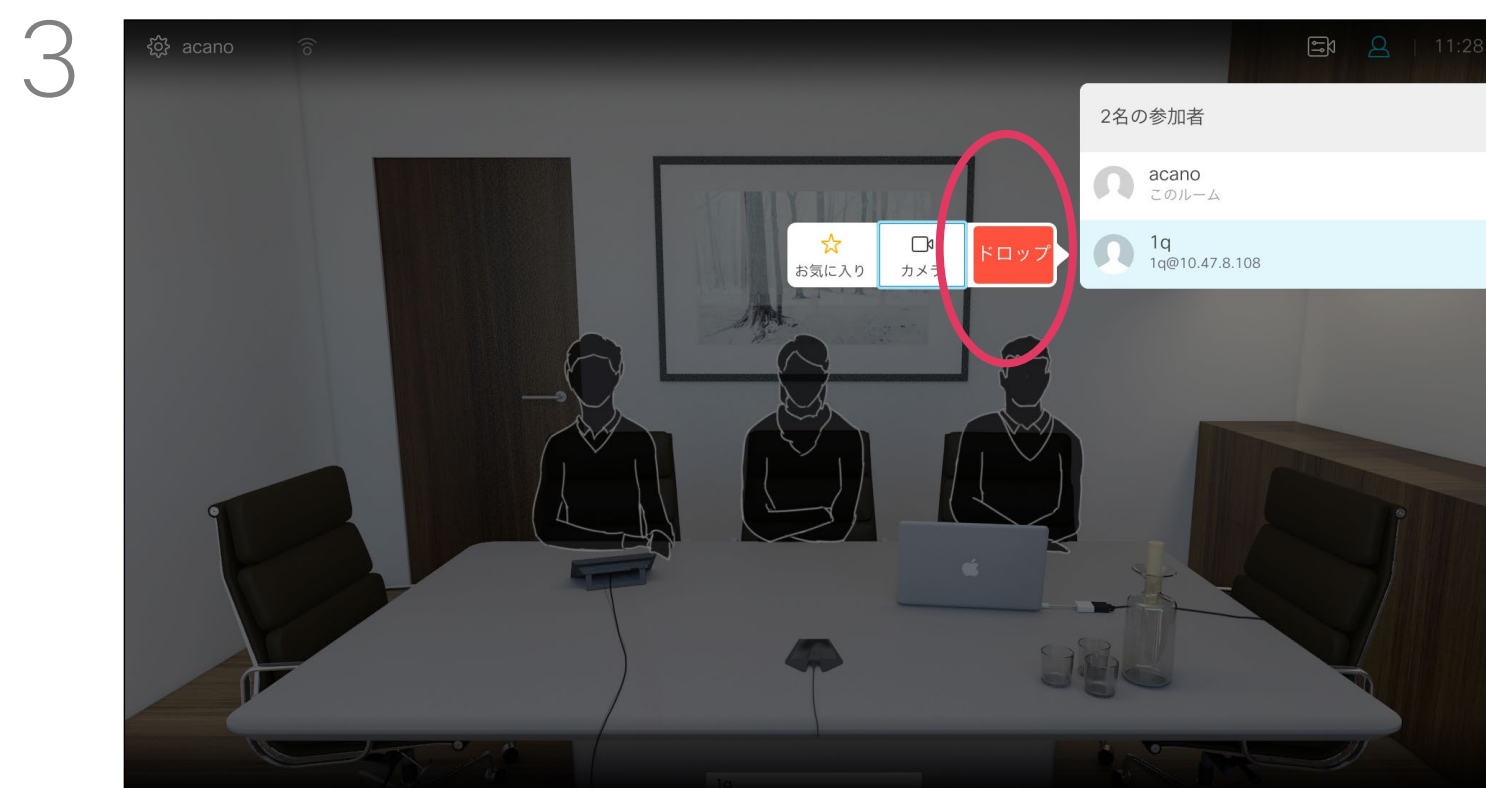 3
acano
11:28
2名の参加者
acano
このルーム
1q
1q@10.47.8.108
お気に入り
カメラ
ドロップ
1q